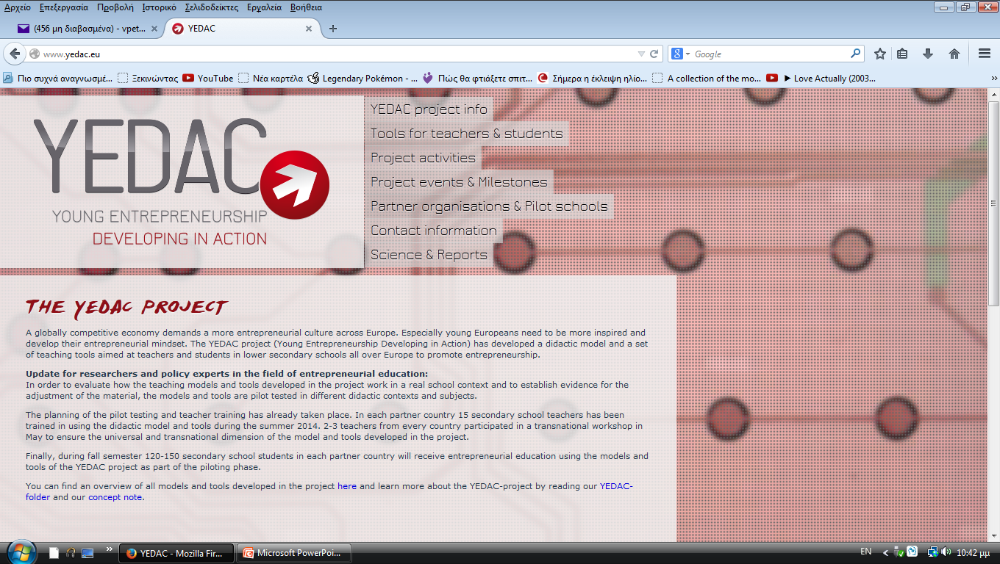 Αρχείο Επεξεργασία Προβολή Ιστορικό Σελιδοδείκτες Εργαλεία Βοήθεια
(456 μη διαβασμένα) - vpet... YEDAC
www.yedac.eu Google
Πιο συχνά αναγνωσμέ... Ξεκινώντας YouTube Νέα καρτέλα Legendary Pokémon - ... Πώς θα φτιάξετε σπιτ... Σήμερα η έκλειψη ηλίο... A collection of the mo... Love Actually (2003...
YEDAC
YOUNG ENTREPRENEURSHIP
DEVELOPING IN ACTION
YEDAC project info
Tools for teachers & students
Project activities
Project events & Milestones
Partner organisations & Pilot schools
Contact information
Science & Reports
THE YEDAC PROJECT
A globally competitive economy demands a more entrepreneurial culture across Europe. Especially young Europeans need to be more inspired and
develop their entrepreneurial mindset. The YEDAC project (Young Entrepreneurship Developing in Action) has developed a didactic model and a set
of teaching tools aimed at teachers and students in lower secondary schools all over Europe to promote entrepreneurship.
Update for researchers and policy experts in the field of entrepreneurial education:
In order to evaluate how the teaching models and tools developed in the project work in a real school context and to establish evidence for the
adjustment of the material, the models and tools are pilot tested in different didactic contexts and subjects.
The planning of the pilot testing and teacher training has already taken place. In each partner country 15 secondary school teachers has been
trained in using the didactic model and tools during the summer 2014. 2-3 teachers from every country participated in a transnational workshop in
May to ensure the universal and transnational dimension of the model and tools developed in the project.
Finally, during fall semester 120-150 secondary school students in each partner country will receive entrepreneurial education using the models and
tools of the YEDAC project as part of the piloting phase.
You can find an overview of all models and tools developed in the project here and learn more about the YEDAC-project by reading our YEDAC-
folder and our concept note.
YEDAC - Mozilla Fir... Microsoft PowerPoi... EN 10:42 μμ